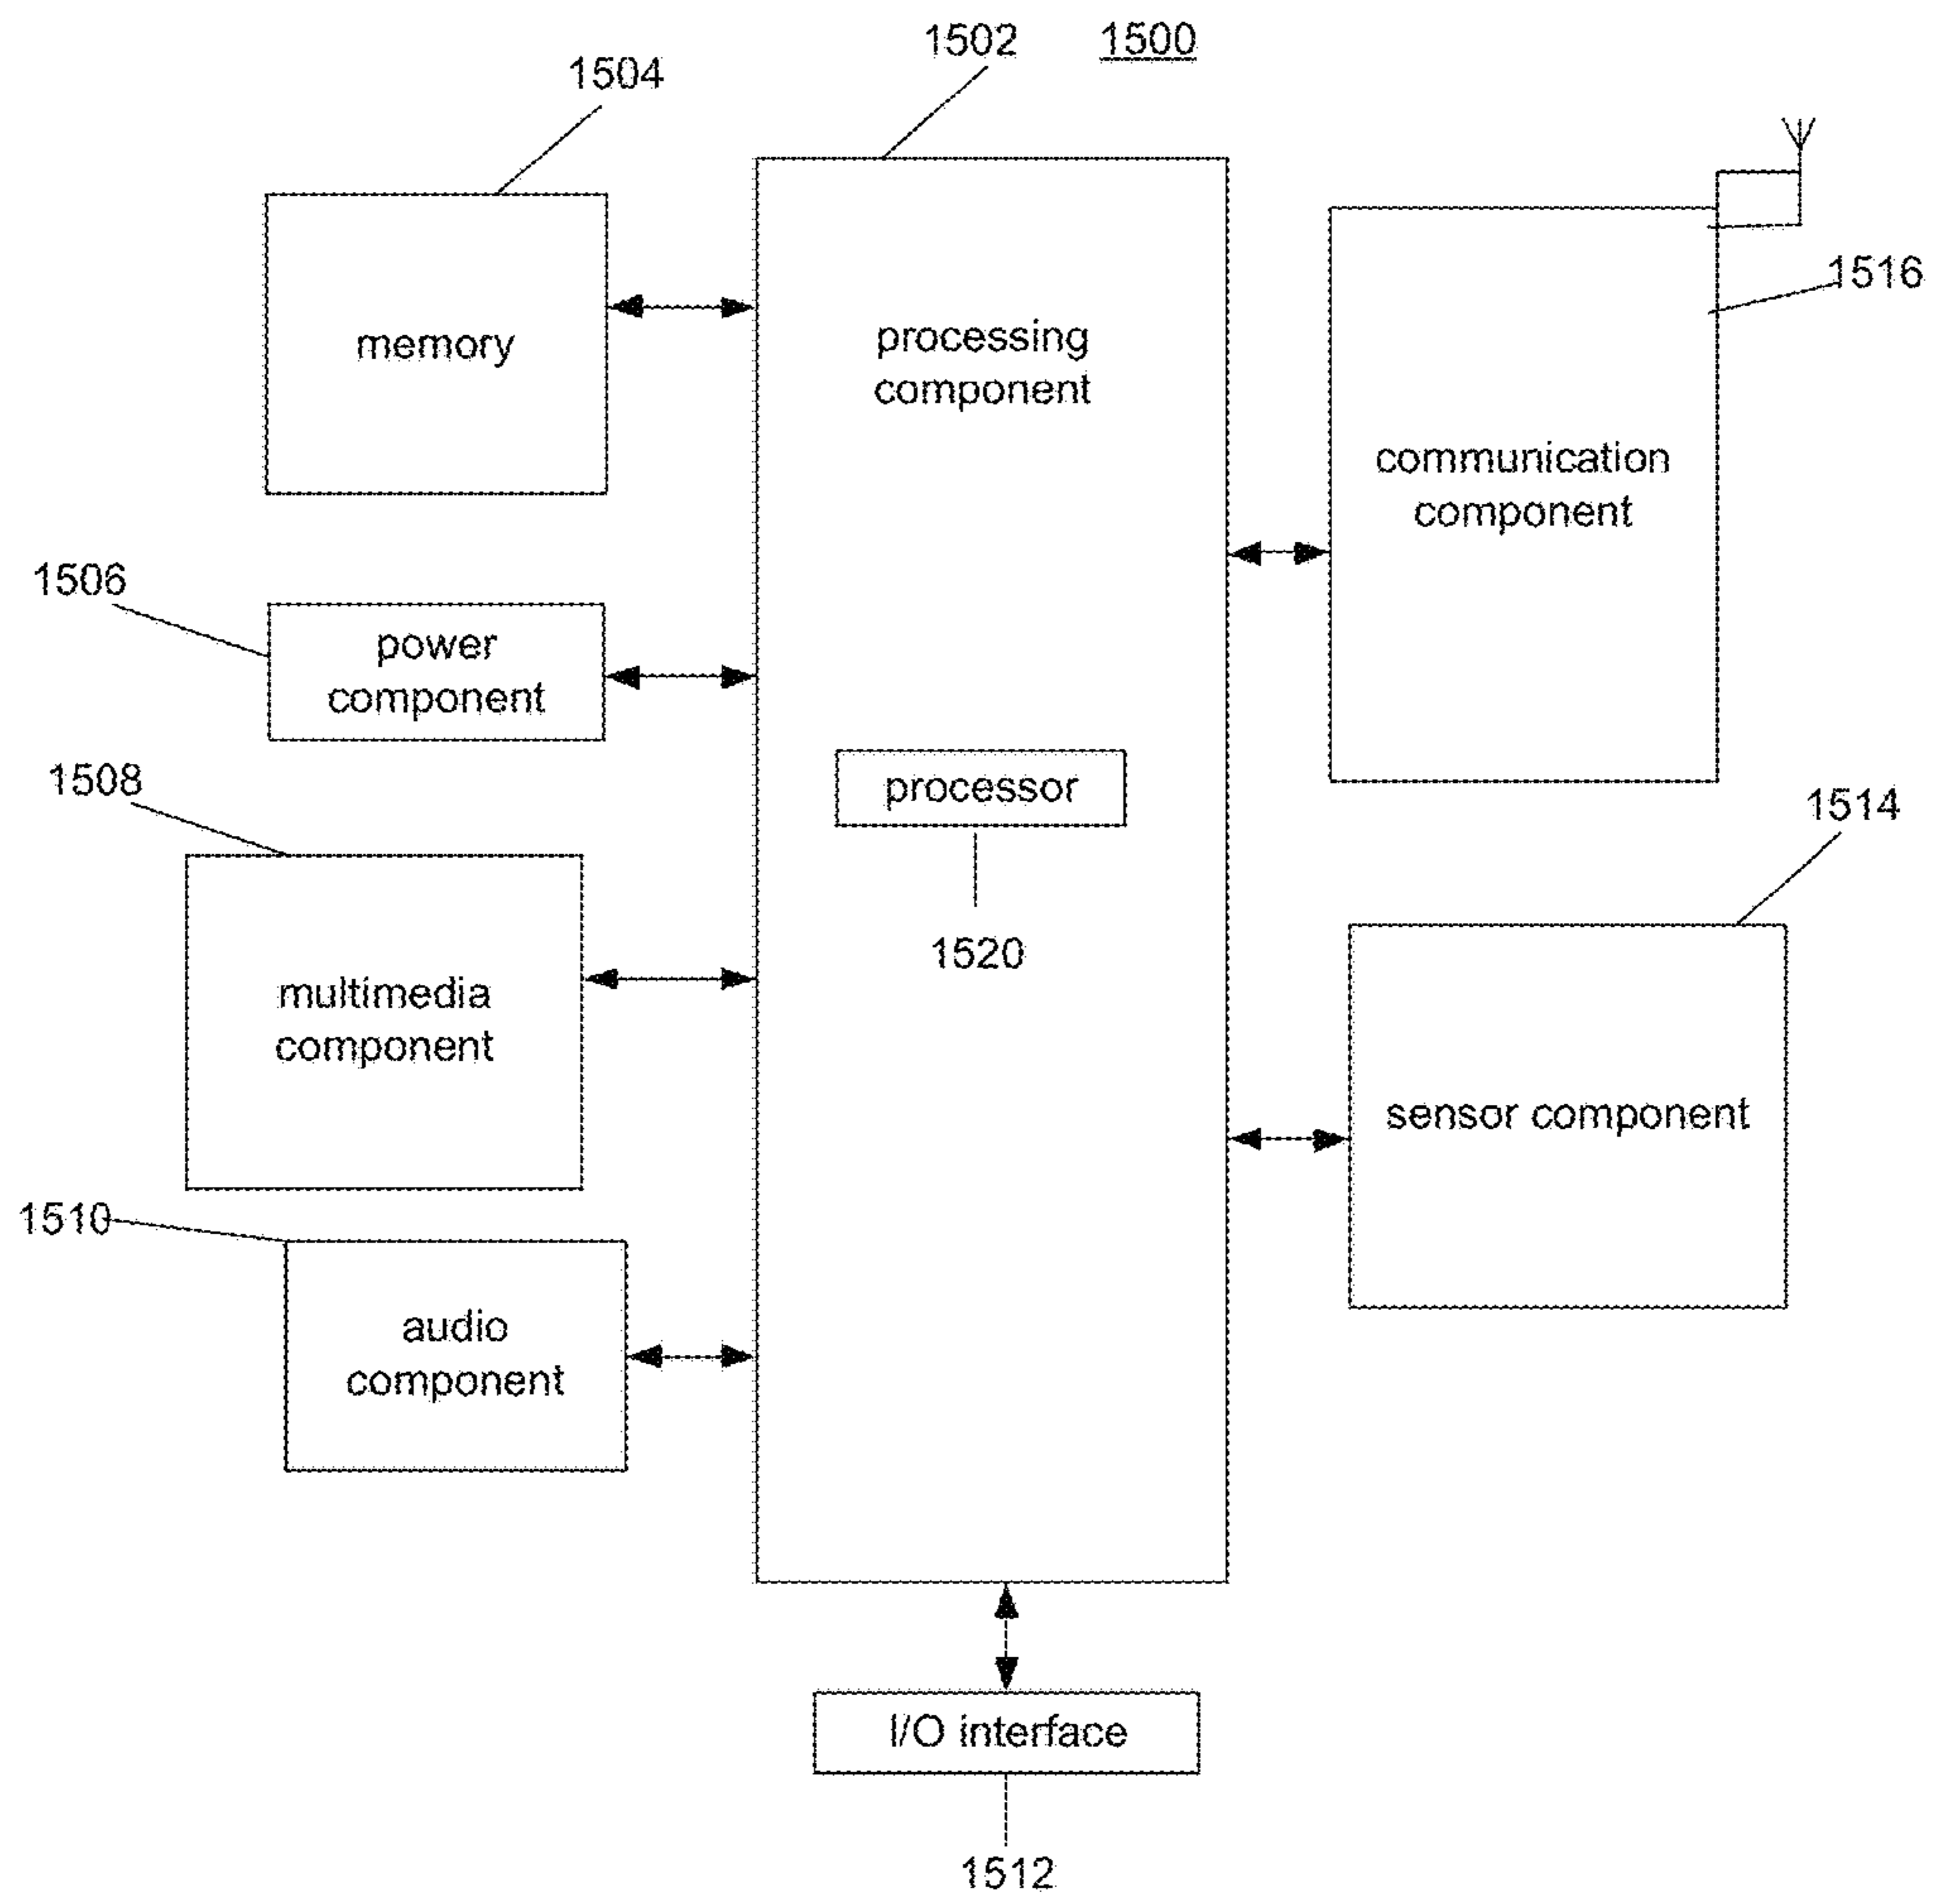 1502
1500
1504
memory
processing
component
1516
communication
component
1506
power
component
1508
processor
1514
1520
multimedia
component
sensor component
1510
audio
component
I/O interface
1512